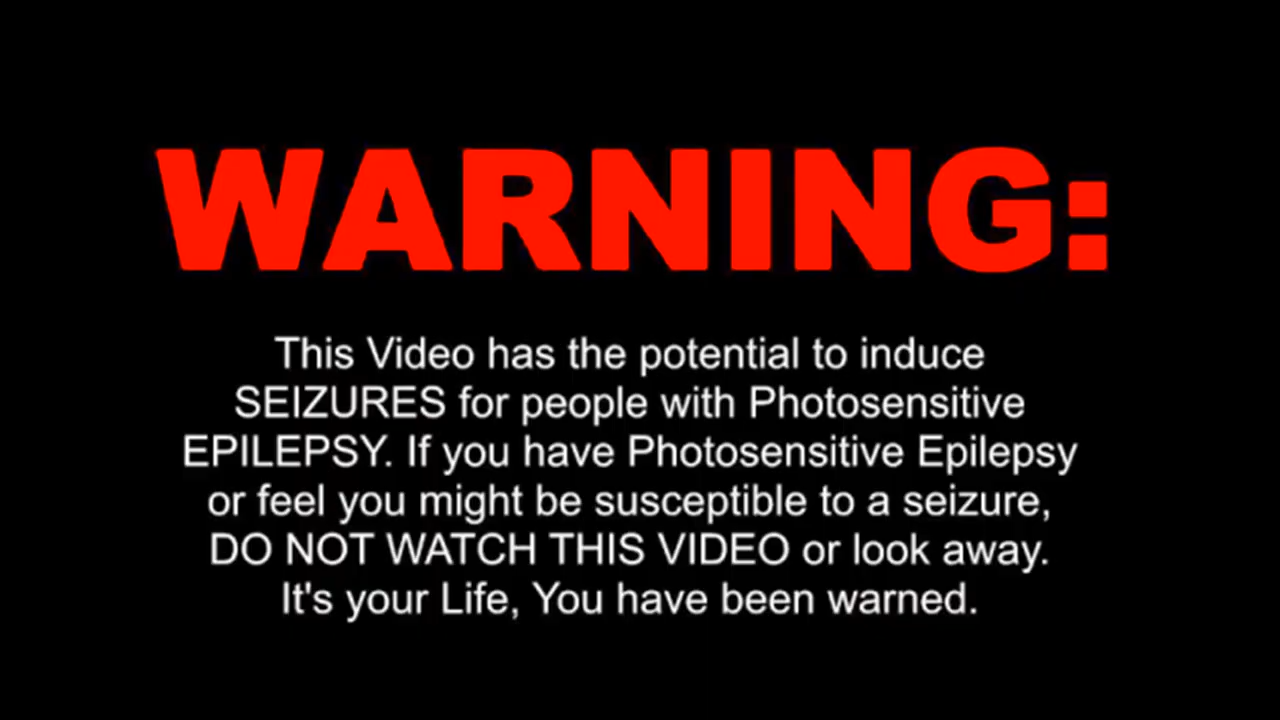 WARNING:
This Video has the potential to induce
SEIZURES for people with Photosensitive
EPILEPSY. If you have Photosensitive Epilepsy
or feel you might be susceptible to a seizure,
DO NOT WATCH THIS VIDEO or look away.
It's your Life, You have been warned.